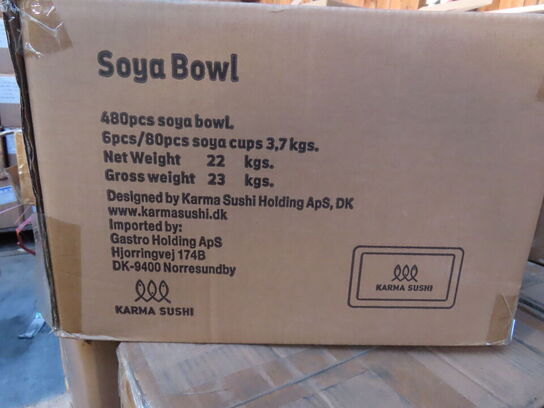 Soya Bowl
480pcs soya bowl.
6pcs/80pcs soya cups 3,7 kgs.
Net Weight 22 kgs.
Gross weight 23 kgs.
Designed by Karma Sushi Holding ApS, DK
www.karmasushi.dk
Imported by:
Gastro Holding ApS
Hjorringvej 174B
DK-9400 Norresundby
KARMA SUSHI
KARMA SUSHI